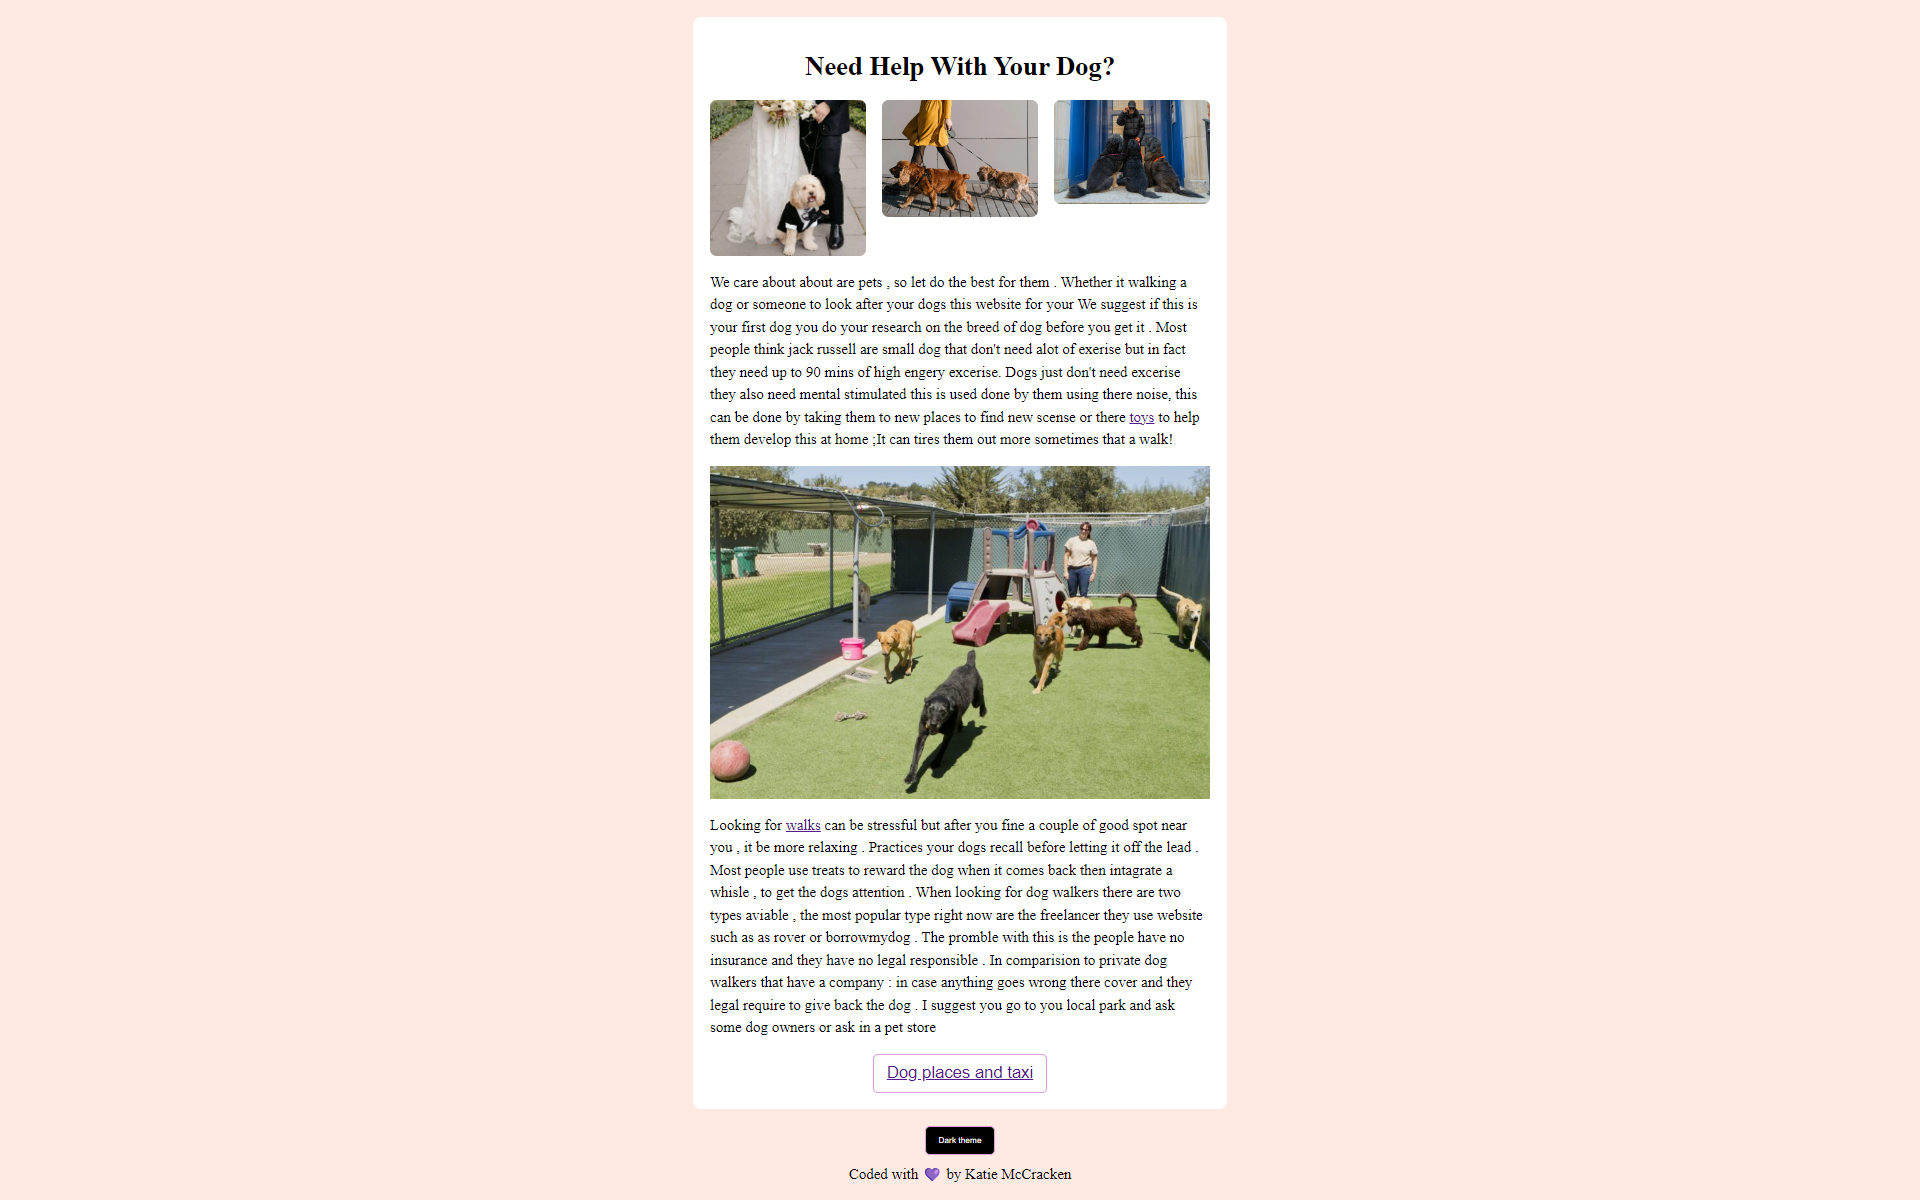 Need Help With Your Dog?
We care about about are pets , so let do the best for them . Whether it walking a
dog or someone to look after your dogs this website for your We suggest if this is
your first dog you do your research on the breed of dog before you get it . Most
people think jack russell are small dog that don't need alot of exerise but in fact
they need up to 90 mins of high engery excerise. Dogs just don't need excerise
they also need mental stimulated this is used done by them using there noise, this
can be done by taking them to new places to find new scense or there toys to help
them develop this at home ;It can tires them out more sometimes that a walk!
Looking for walks can be stressful but after you fine a couple of good spot near
you , it be more relaxing . Practices your dogs recall before letting it off the lead .
Most people use treats to reward the dog when it comes back then intagrate a
whisle , to get the dogs attention . When looking for dog walkers there are two
types aviable , the most popular type right now are the freelancer they use website
such as as rover or borrowmydog . The promble with this is the people have no
insurance and they have no legal responsible . In comparision to private dog
walkers that have a company : in case anything goes wrong there cover and they
legal require to give back the dog . I suggest you go to you local park and ask
some dog owners or ask in a pet store
Dog places and taxi
Dark theme
Coded with 💜 by Katie McCracken